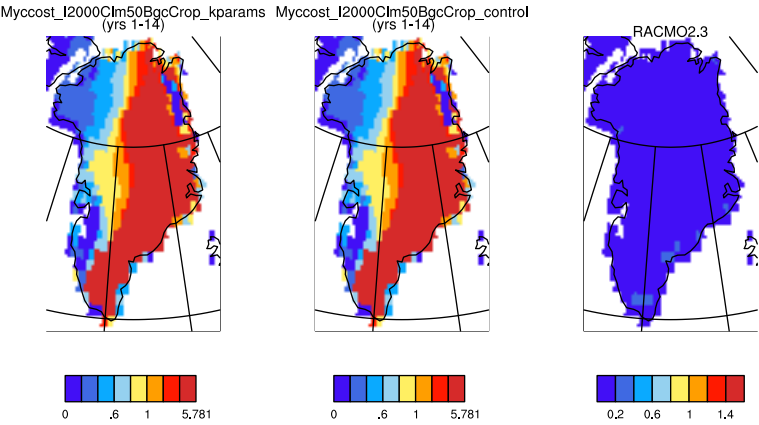 Myccost_I2000Clm50BgcCrop_kparams
(yrs 1-14)
Myccost_I2000Clm50BgcCrop_control
(yrs 1-14)
RACMO2.3
0 .6 1 5.781
0 .6 1 5.781
0.2 0.6 1 1.4